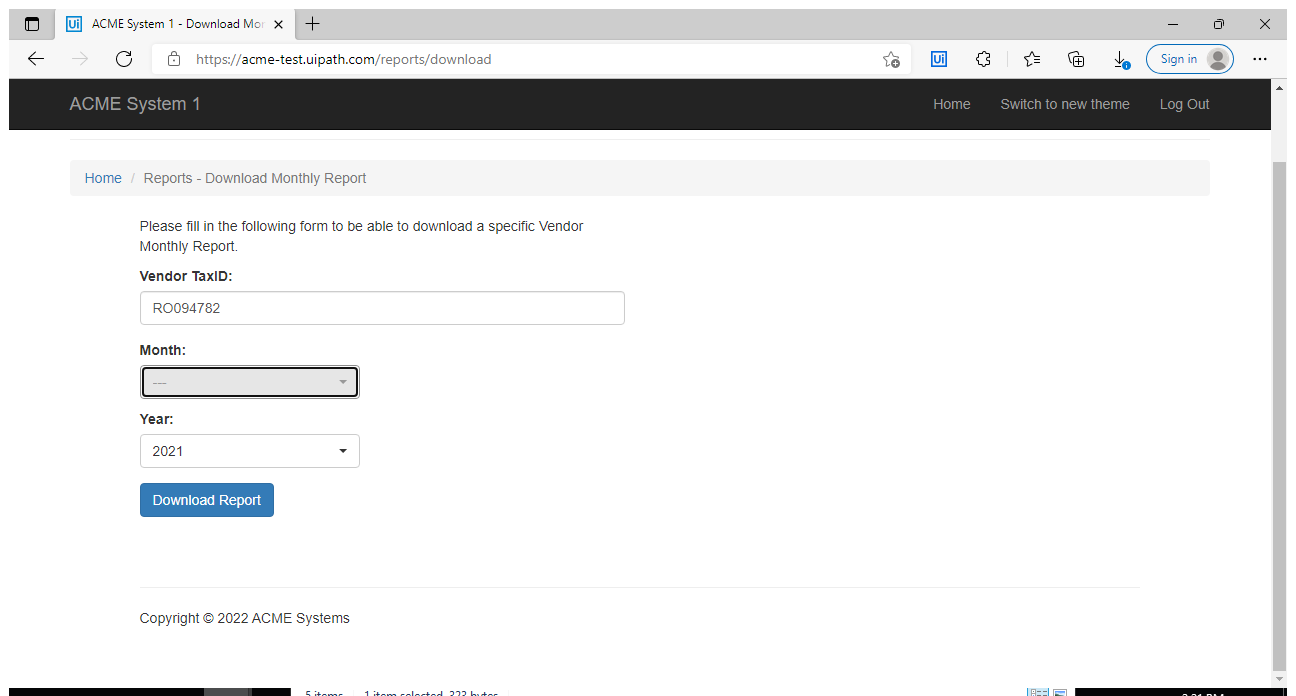 Ui ACME System 1 - Download Mor
https://acme-test.uipath.com/reports/download
Ui
Sign in
ACME System 1
Home
Switch to new theme
Log Out
Home / Reports - Download Monthly Report
Please fill in the following form to be able to download a specific Vendor
Monthly Report.
Vendor TaxID:
RO094782
Month:
---
Year:
2021
Download Report
Copyright © 2022 ACME Systems
5 items 1 item selected 323 bytes